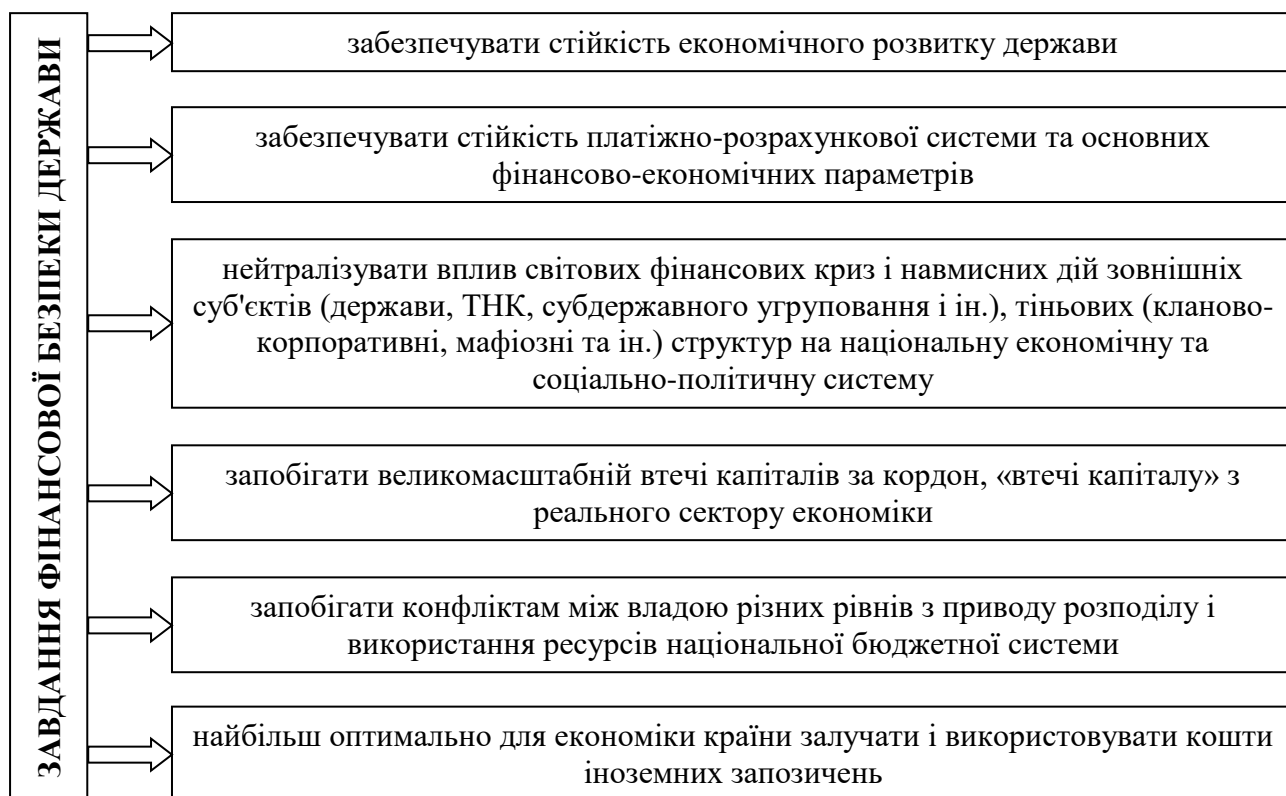 ЗАВДАННЯ ФІНАНСОВОЇ БЕЗПЕКИ ДЕРЖАВИ
забезпечувати стійкість економічного розвитку держави
забезпечувати стійкість платіжно-розрахункової системи та основних
фінансово-економічних параметрів
нейтралізувати вплив світових фінансових криз і навмисних дій зовнішніх
суб'єктів (держави, ТНК, субдержавного угруповання і ін.), тіньових (кланово-
корпоративні, мафіозні та ін.) структур на національну економічну та
соціально-політичну систему
запобігати великомасштабній втечі капіталів за кордон, «втечі капіталу» з
реального сектору економіки
запобігати конфліктам між владою різних рівнів з приводу розподілу і
використання ресурсів національної бюджетної системи
найбільш оптимально для економіки країни залучати і використовувати кошти
іноземних запозичень